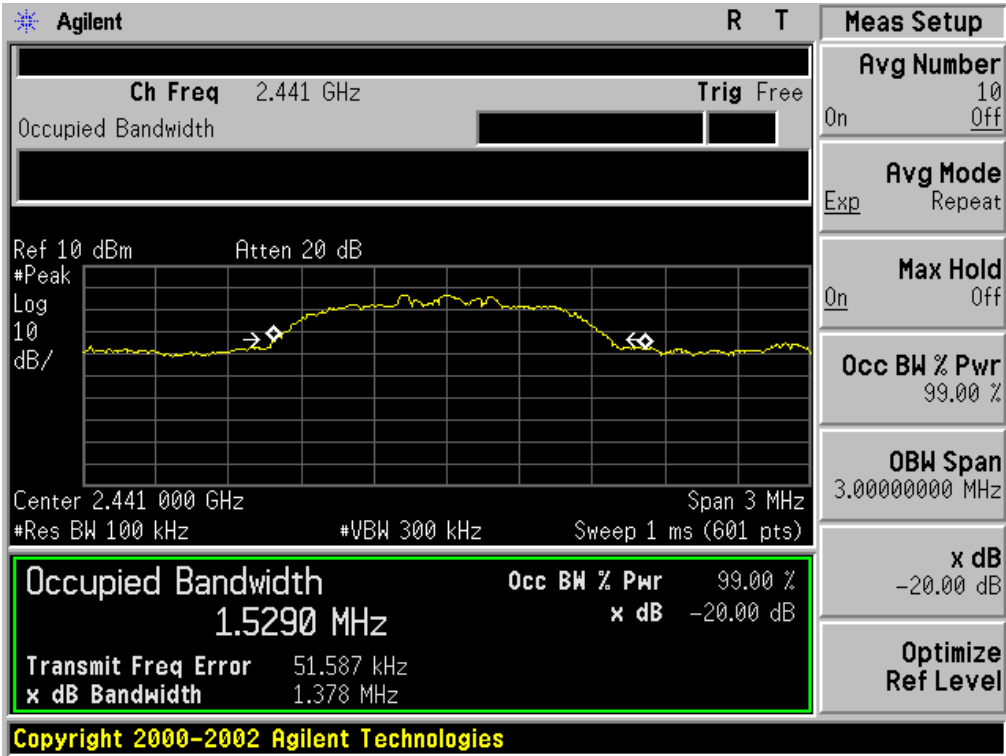 Agilent R T
Ch Freq 2.441 GHz Trig Free
Occupied Bandwidth
Ref 10 dBm Atten 20 dB
#Peak
Log
10
dB/
Center 2.441 000 GHz Span 3 MHz
#Res BW 100 kHz #VBW 300 kHz Sweep 1 ms (601 pts)
Occupied Bandwidth
1.5290 MHz
Occ BW % Pwr 99.00 %
x dB -20.00 dB
Transmit Freq Error 51.587 kHz
x dB Bandwidth 1.378 MHz
Copyright 2000-2002 Agilent Technologies
Meas Setup
Avg Number
10
On Off
Avg Mode
Exp Repeat
Max Hold
On Off
Occ BW % Pwr
99.00 %
OBW Span
3.00000000 MHz
x dB
-20.00 dB
Optimize
Ref Level